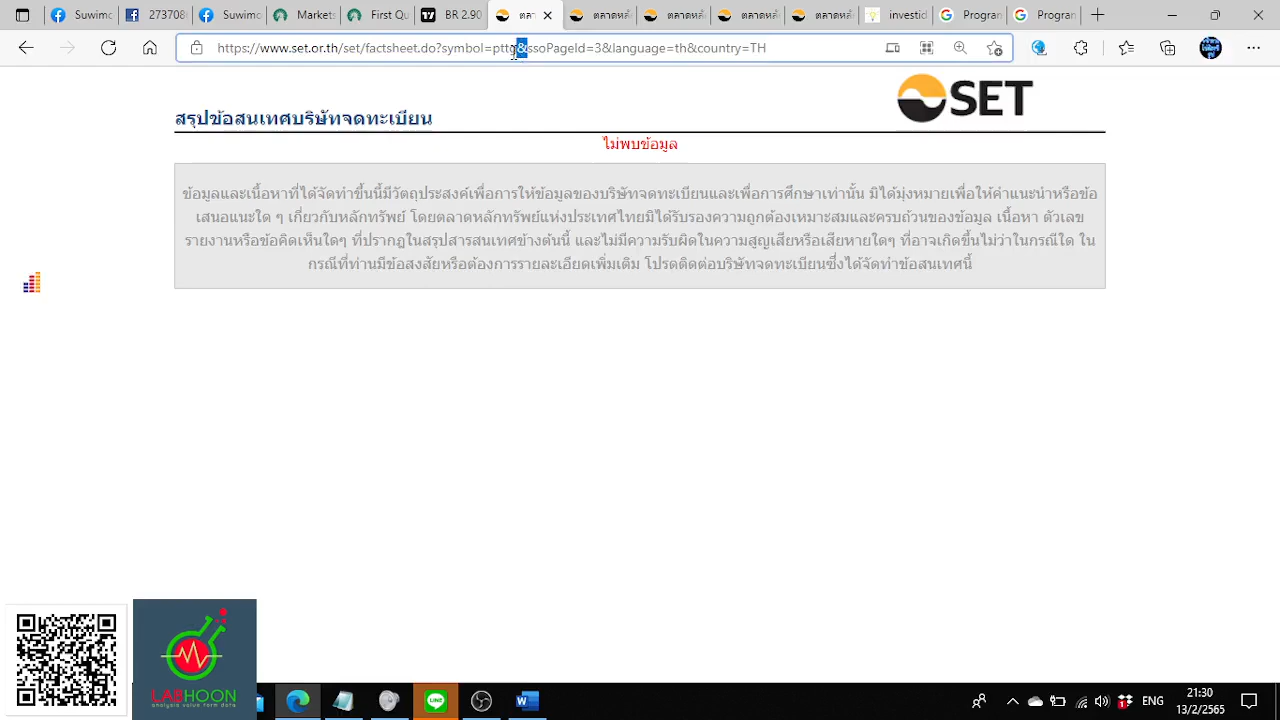 273708
Faceb
Suwimo
Market
First Qu
SET 2.90
https://www.set.or.th/set/factsheet.do?symbol=pttg&ssoPageId=3&language=th&country=TH
SET
สรุปข้อสนเทศบริษัทจดทะเบียน
ไม่พบข้อมูล
ข้อมูลและเนื้อหาที่ได้จัดทำขึ้นนี้มีวัตถุประสงค์เพื่อการให้ข้อมูลของบริษัทจดทะเบียนและเพื่อการศึกษาเท่านั้น มิได้มุ่งหมายเพื่อให้คำแนะนำหรือข้อ
เสนอแนะใด ๆ เกี่ยวกับหลักทรัพย์ โดยตลาดหลักทรัพย์แห่งประเทศไทยมิได้รับรองความถูกต้องเหมาะสมและครบถ้วนของข้อมูล เนื้อหา ตัวเลข
รายงานหรือข้อคิดเห็นใดๆ ที่ปรากฏในสรุปสารสนเทศข้างต้นนี้ และไม่มีความรับผิดในความสูญเสียหรือเสียหายใดๆ ที่อาจเกิดขึ้นไม่ว่าในกรณีใด ใน
กรณีที่ท่านมีข้อสงสัยหรือต้องการรายละเอียดเพิ่มเติม โปรดติดต่อบริษัทจดทะเบียนซึ่งได้จัดทำข้อสนเทศนี้
LABHOON
analysis value form data
ENG
21:30
13/2/2565